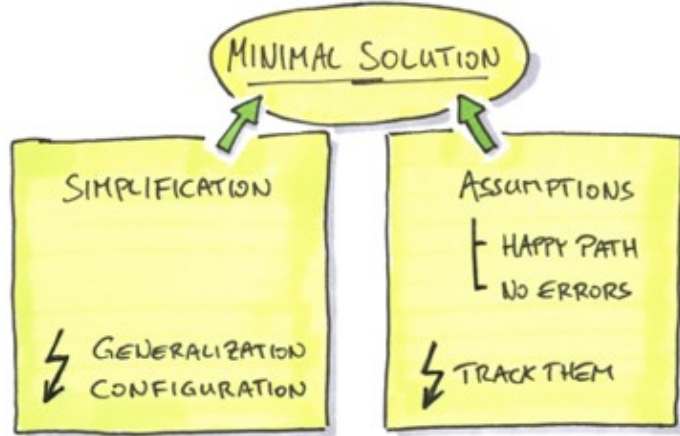 MINIMAL SOLUTION
SIMPLIFICATION
GENERALIZATION
CONFIGURATION
ASSUMPTIONS
HAPPY PATH
NO ERRORS
TRACK THEM